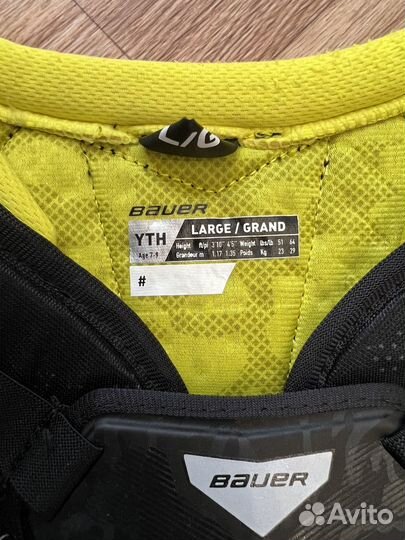 L/G
BAUER
YTH LARGE / GRAND
Age 7-9 Height ft/pi 3'10" 4'5" Weight lbs/lb 51 64
Grandeur m 1.17 1.35 Poids Kg 23 29
#
BAUER
Avito